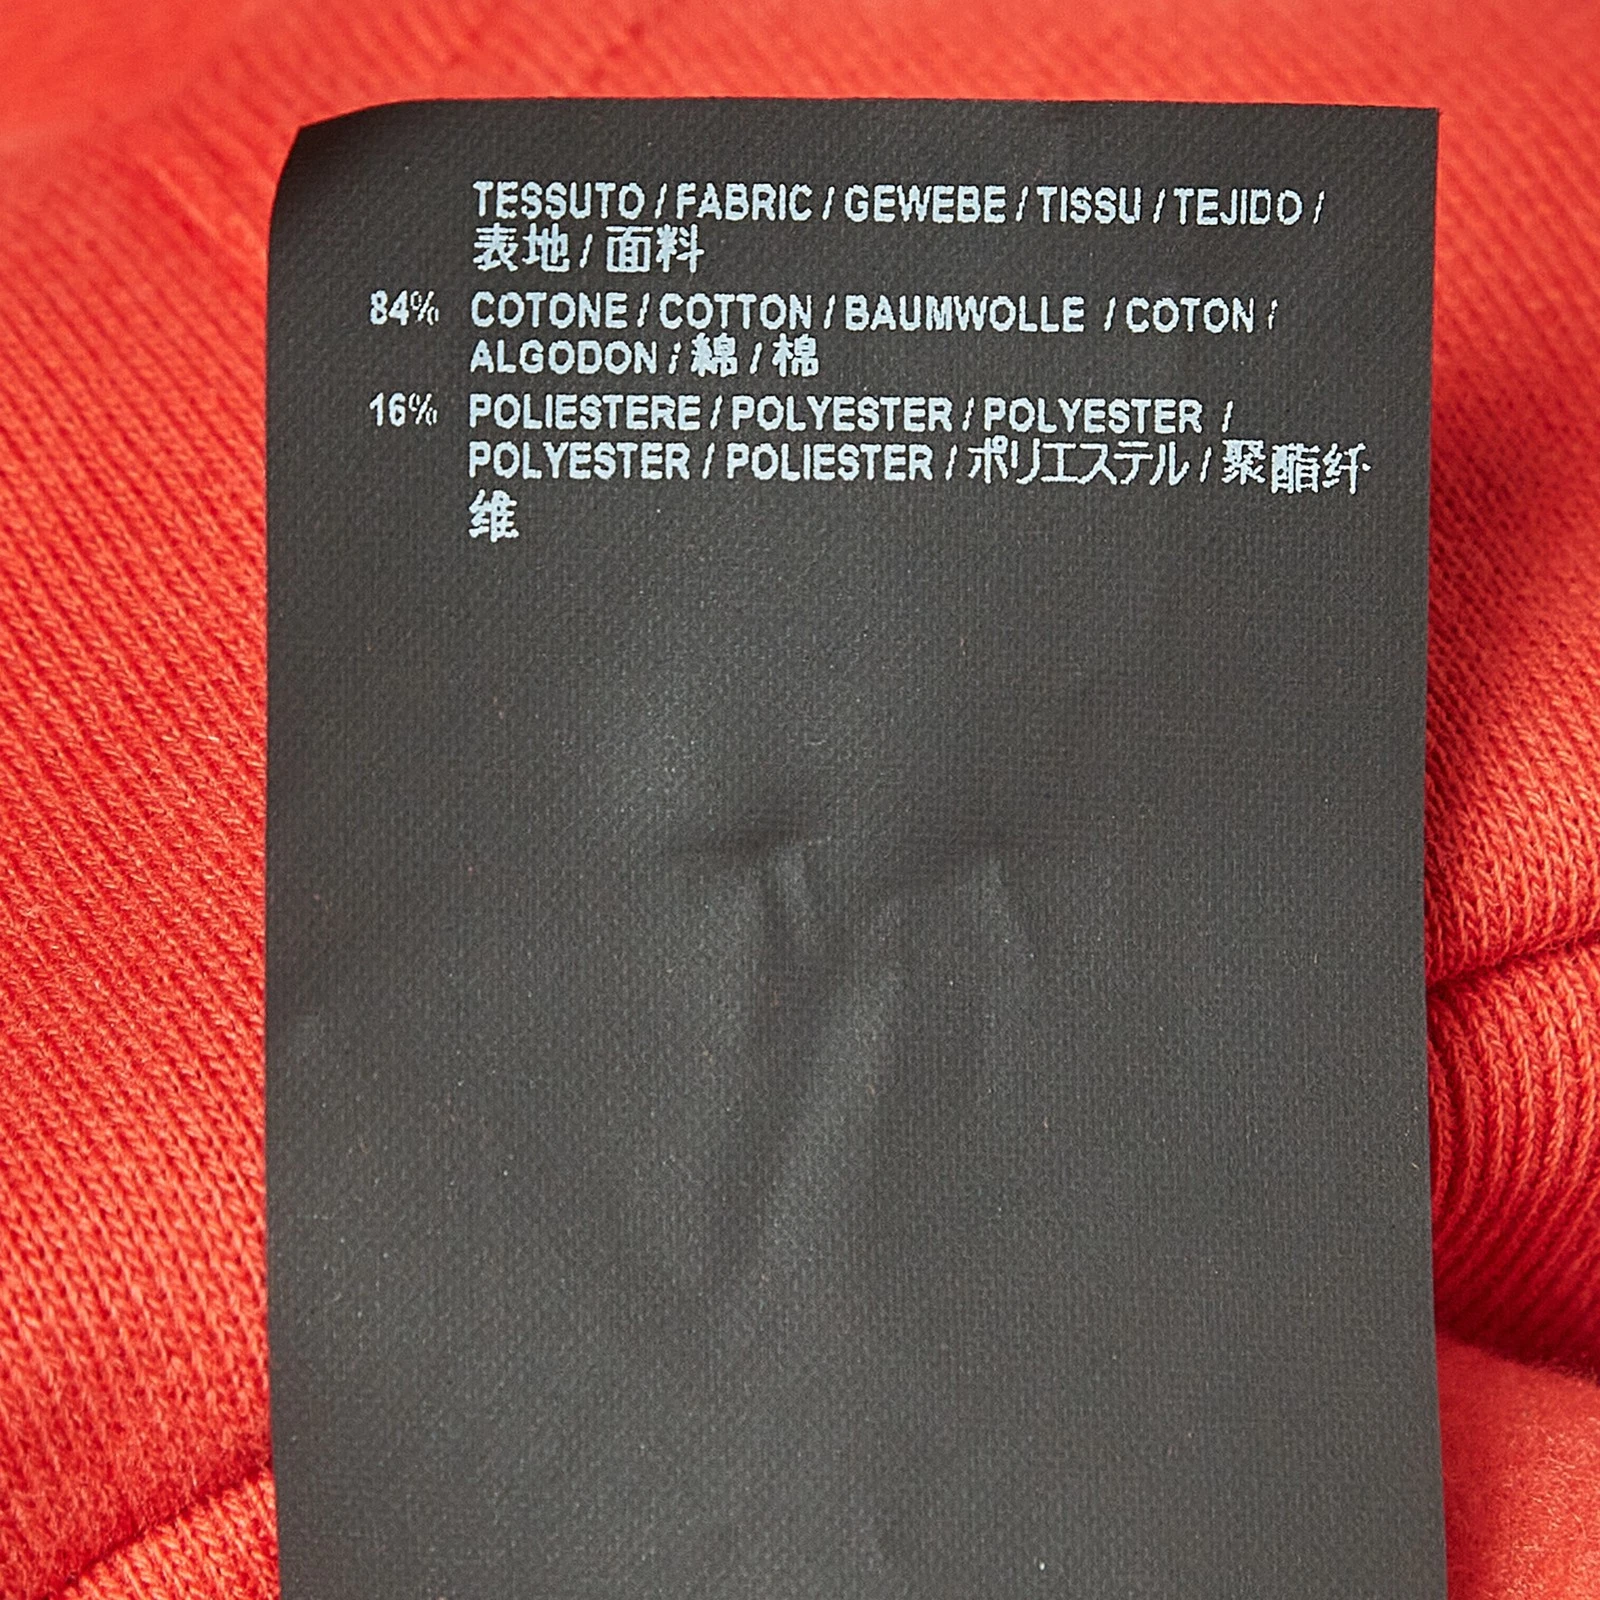 TESSUTO / FABRIC / GEWEBE / TISSU / TEJIDO /
表地 / 面料
84% COTONE / COTTON / BAUMWOLLE / COTON /
ALGODON / 綿 / 棉
16% POLIESTERE / POLYESTER / POLYESTER /
POLYESTER / POLIESTER / ポリエステル / 聚酯纤
维